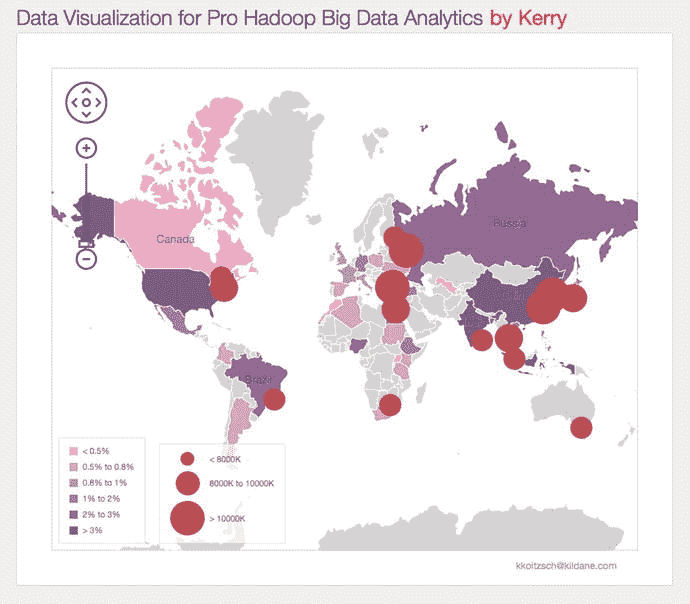 Data Visualization for Pro Hadoop Big Data Analytics by Kerry
Canada
Russia
Brazil
< 0.5%
0.5% to 0.8%
0.8% to 1%
1% to 2%
2% to 3%
> 3%
< 8000K
8000K to 10000K
> 10000K
kkoitzsch@kildane.com